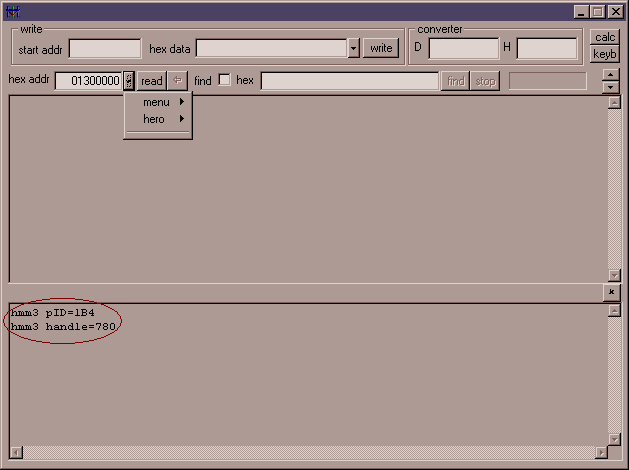 write
start addr
hex data
write
converter
D
H
calc
keyb
hex addr
01300000
read
find
hex
find
stop
menu
hero
hmm3 pID=1B4
hmm3 handle=780